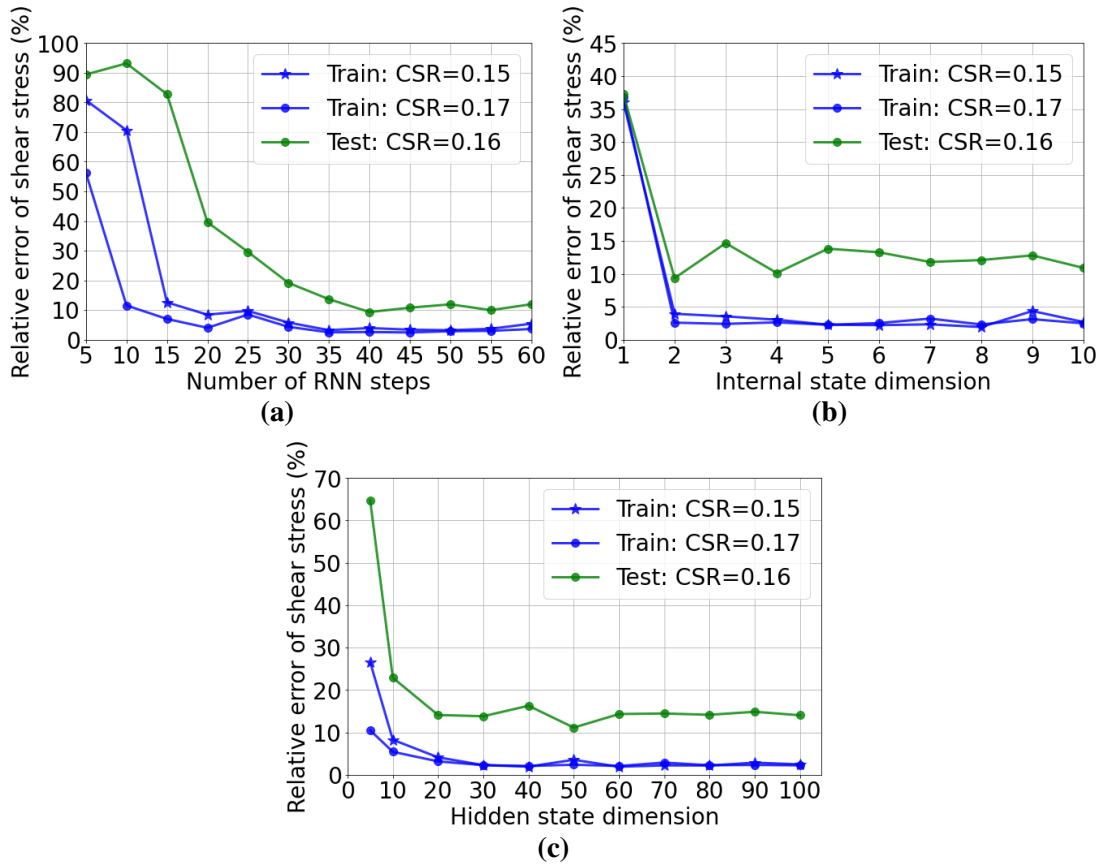 Relative error of shear stress (%)
100
90
80
70
60
50
40
30
20
10
0
Train: CSR=0.15
Train: CSR=0.17
Test: CSR=0.16
5 10 15 20 25 30 35 40 45 50 55 60
Number of RNN steps
(a)
Relative error of shear stress (%)
45
40
35
30
25
20
15
10
5
0
Train: CSR=0.15
Train: CSR=0.17
Test: CSR=0.16
1 2 3 4 5 6 7 8 9 10
Internal state dimension
(b)
Relative error of shear stress (%)
70
60
50
40
30
20
10
0
Train: CSR=0.15
Train: CSR=0.17
Test: CSR=0.16
0 10 20 30 40 50 60 70 80 90 100
Hidden state dimension
(c)